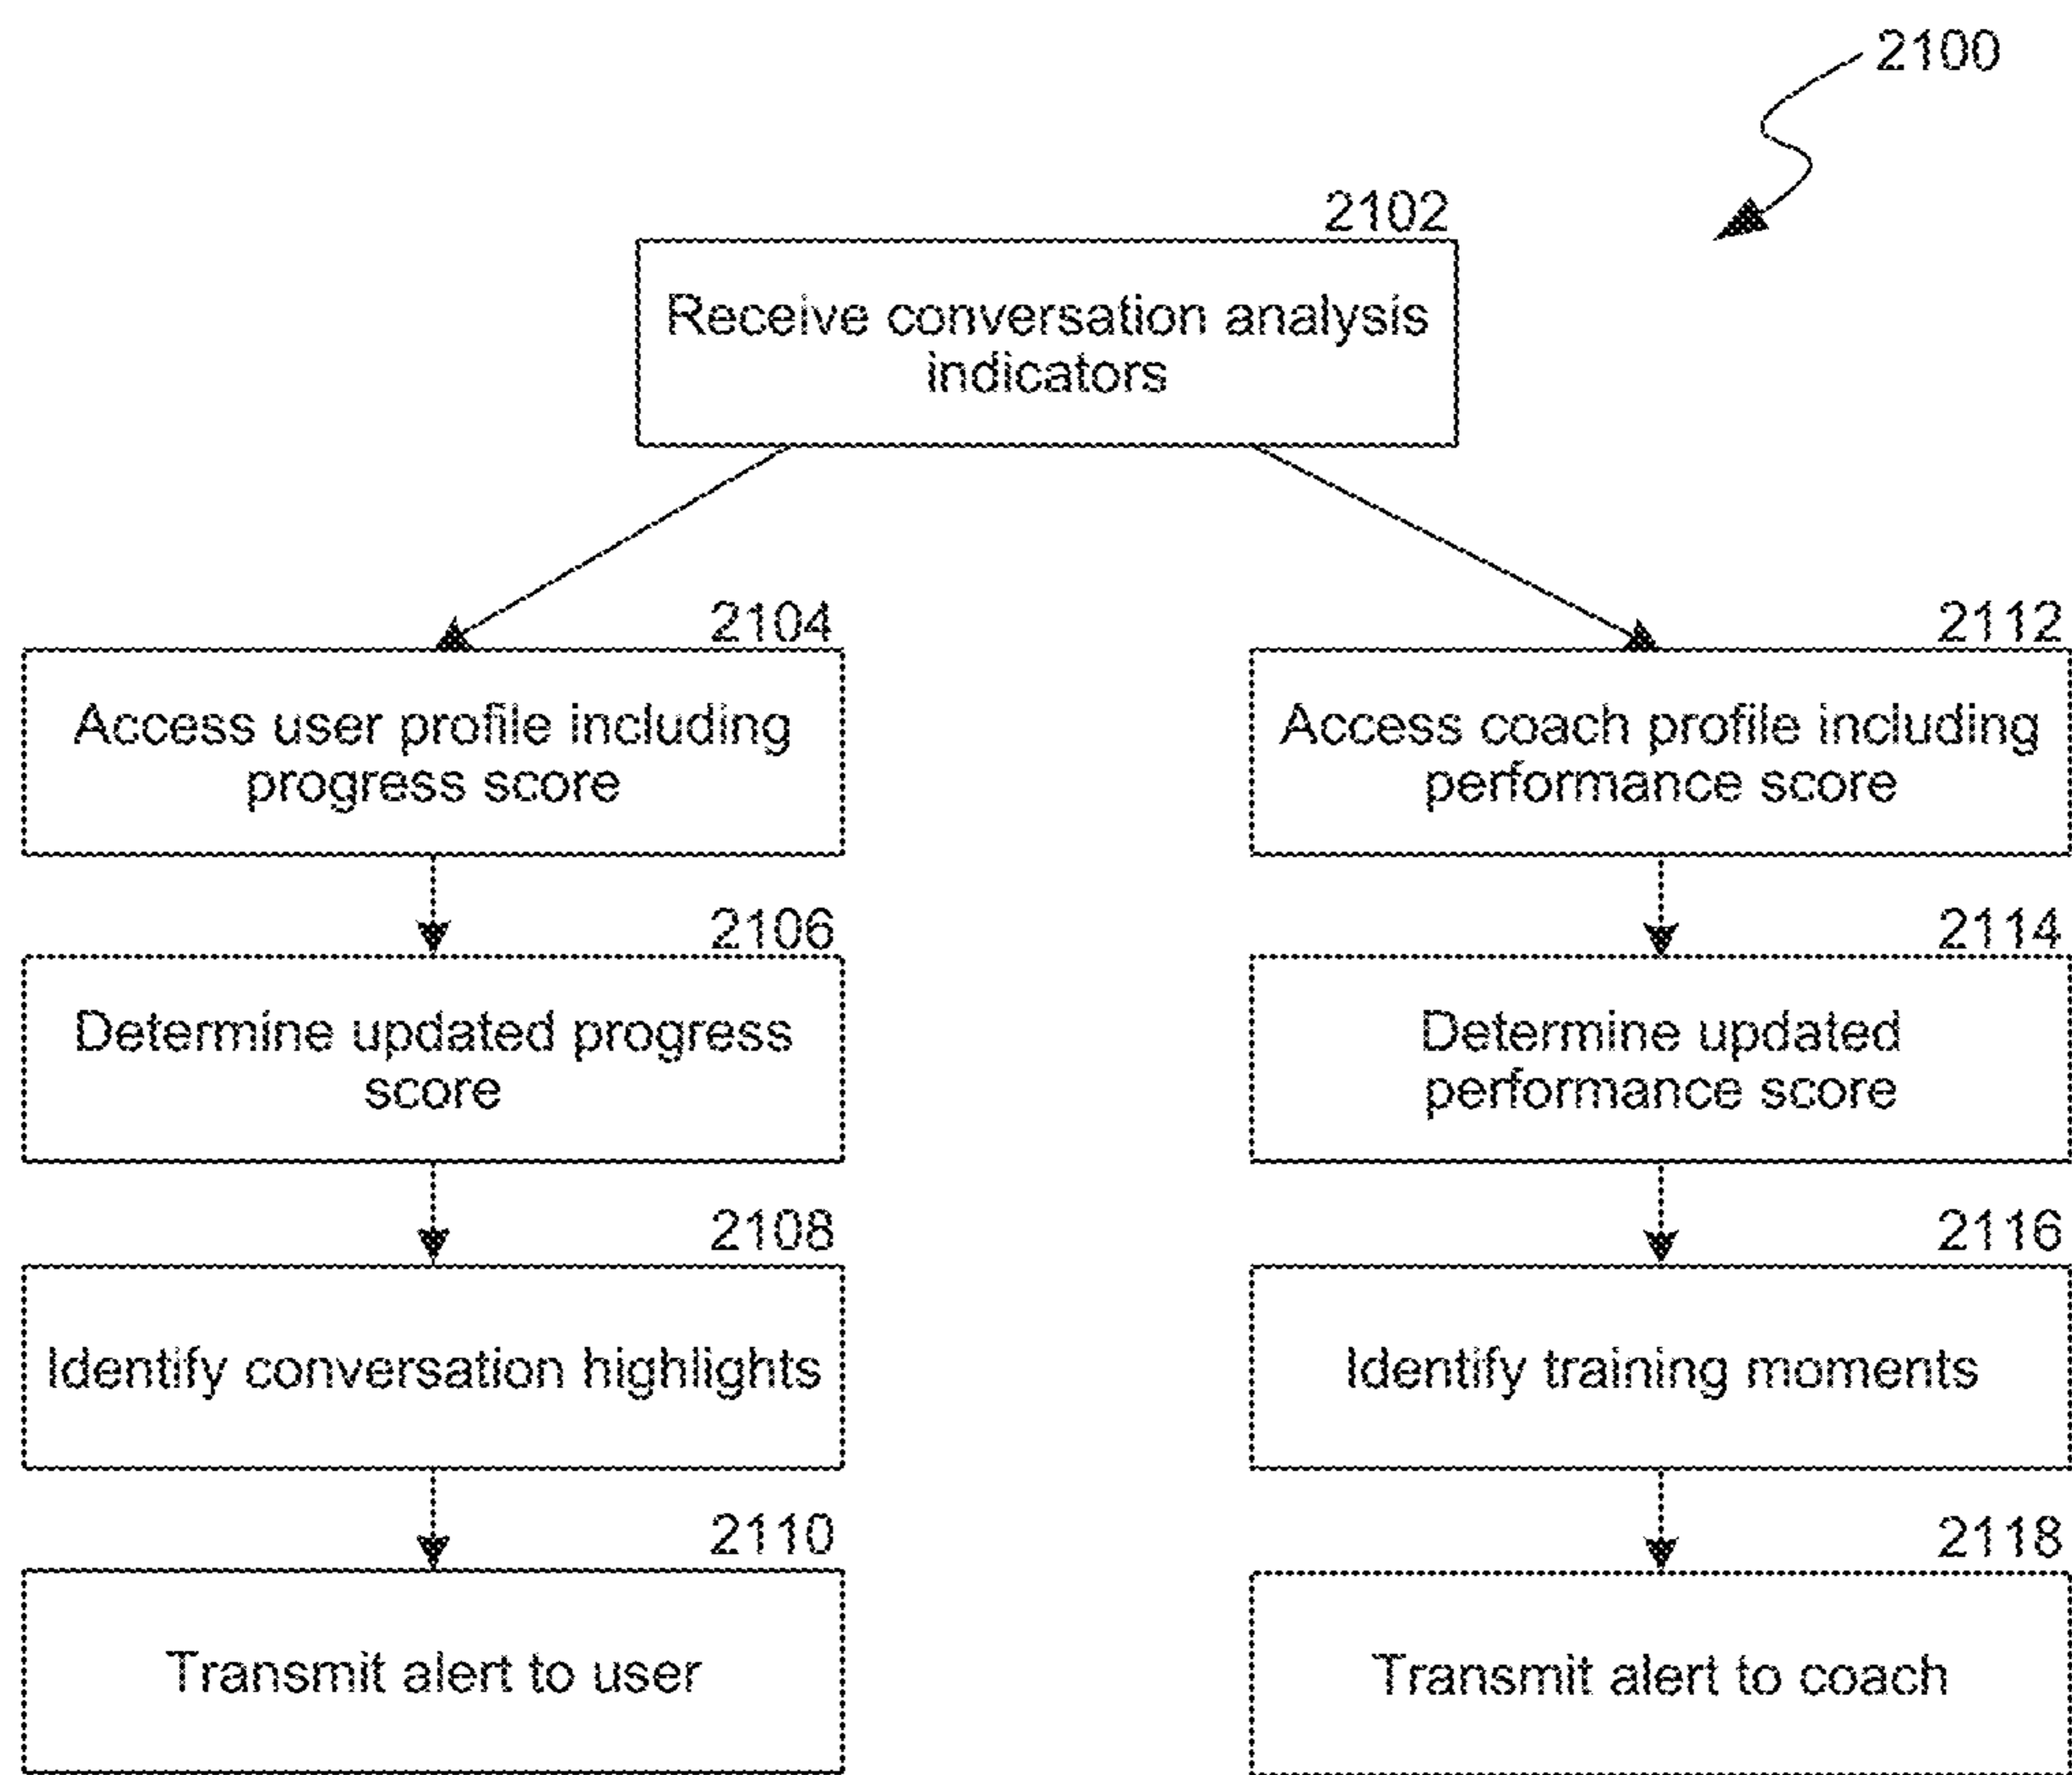 2100
2102
Receive conversation analysis
indicators
2104
Access user profile including
progress score
2106
Determine updated progress
score
2108
Identify conversation highlights
2110
Transmit alert to user
2112
Access coach profile including
performance score
2114
Determine updated
performance score
2116
Identify training moments
2118
Transmit alert to coach